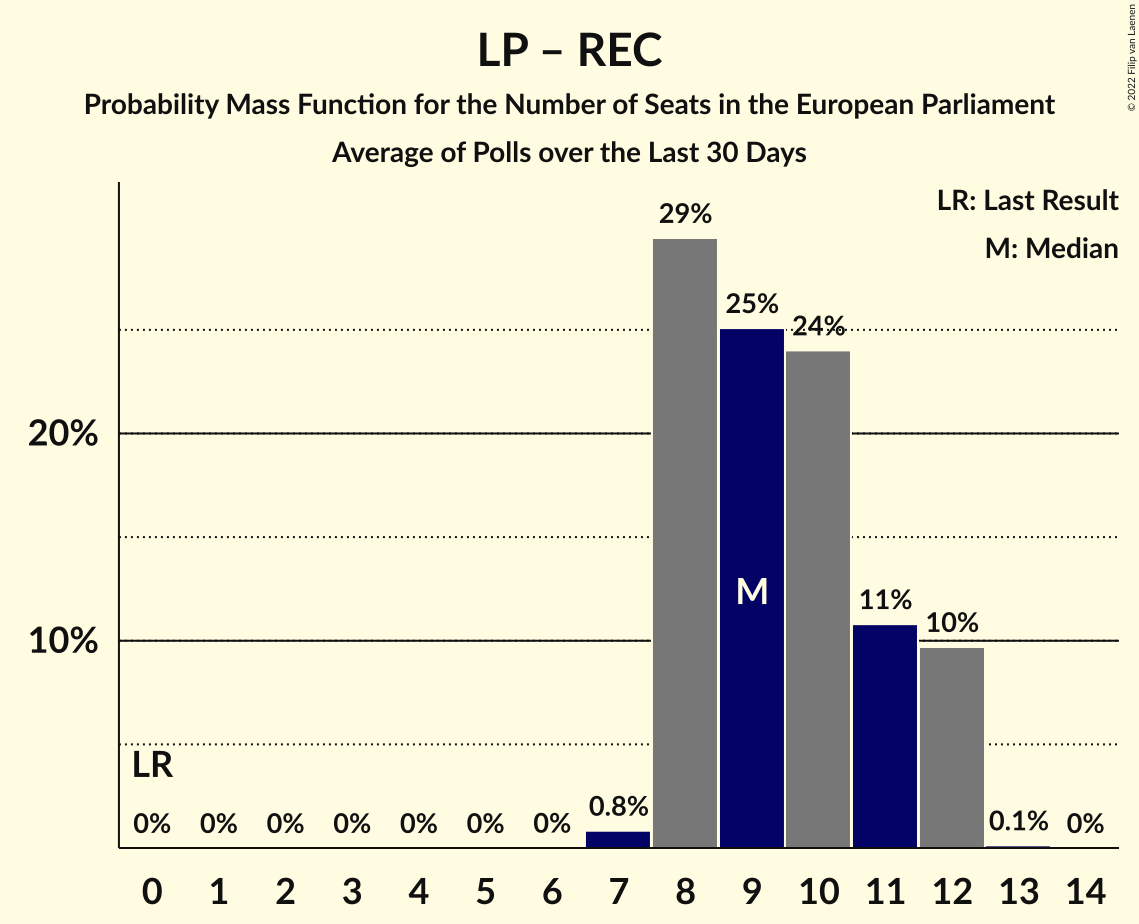 LP – REC
Probability Mass Function for the Number of Seats in the European Parliament
Average of Polls over the Last 30 Days
© 2022 Filip van Laenen
LR: Last Result
M: Median
29%
25%
24%
20%
M
11%
10%
10%
LR
0% 0% 0% 0% 0% 0% 0% 0.8% 0.1% 0%
0 1 2 3 4 5 6 7 8 9 10 11 12 13 14